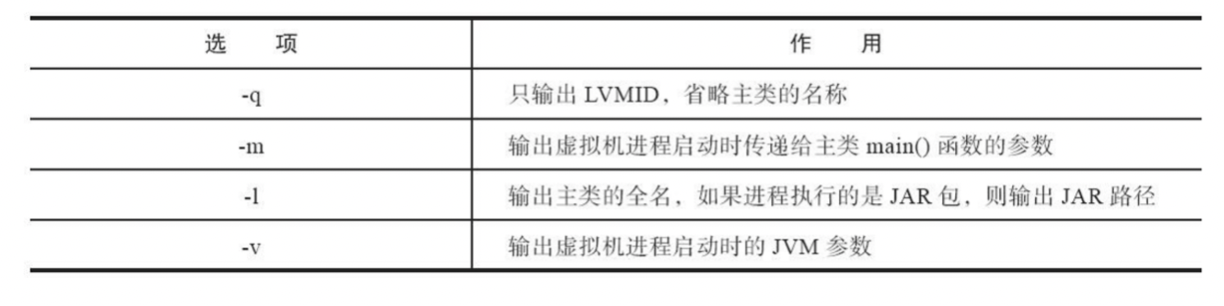 选 项 作 用
-q 只输出 LVMID，省略主类的名称
-m 输出虚拟机进程启动时传递给主类 main() 函数的参数
-l 输出主类的全名，如果进程执行的是 JAR 包，则输出 JAR 路径
-v 输出虚拟机进程启动时的 JVM 参数